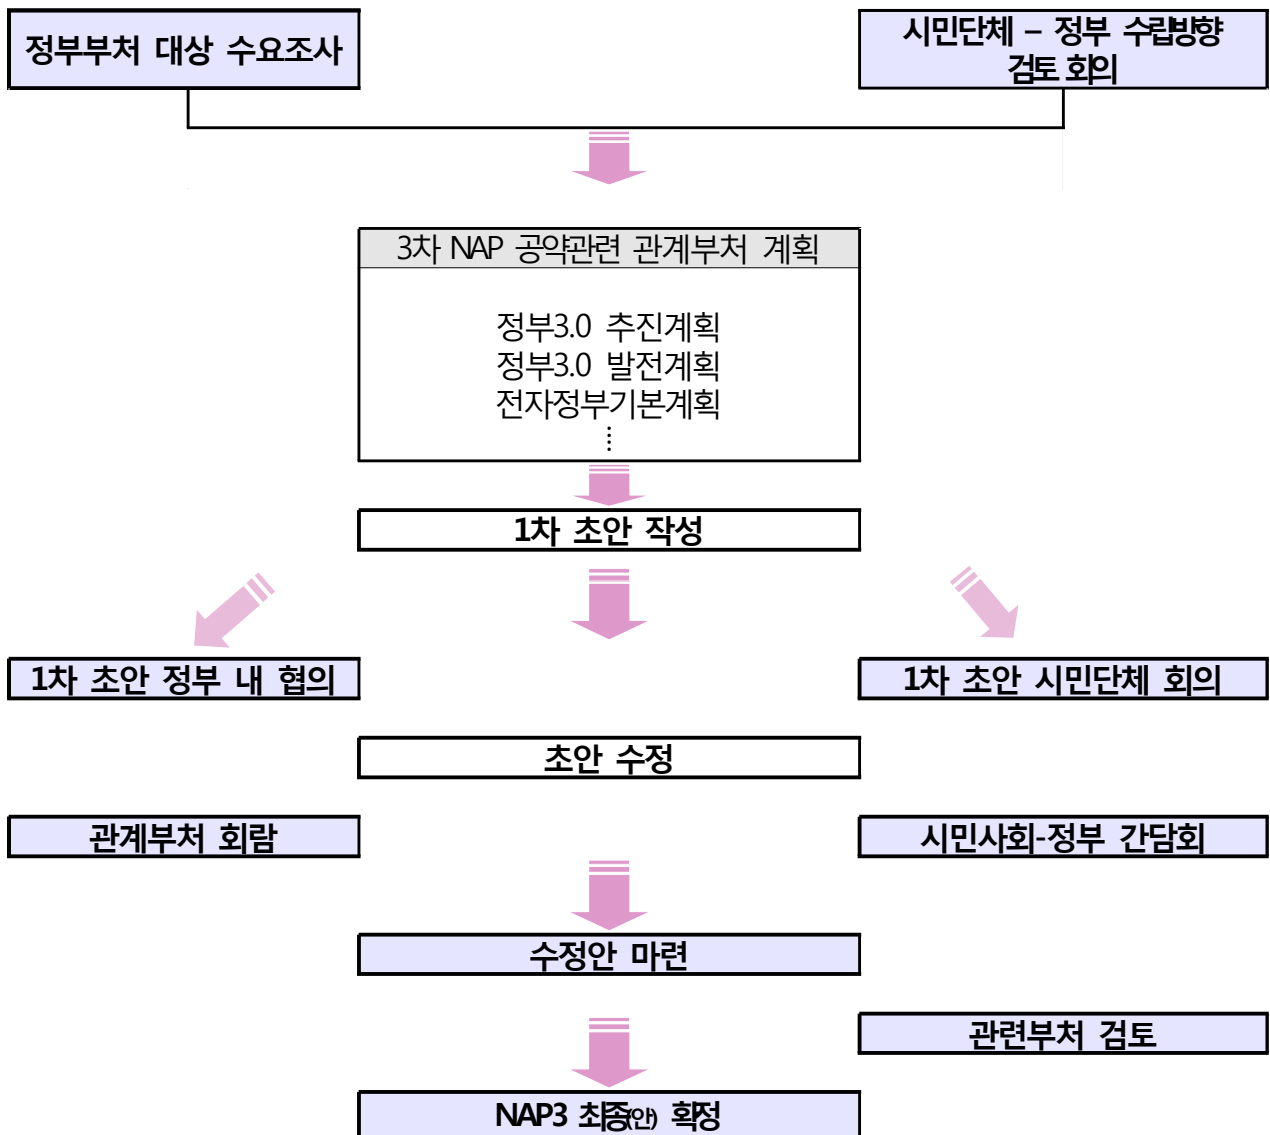 정부부처 대상 수요조사
시민단체 – 정부 수립방향
검토 회의
3차 NAP 공약관련 관계부처 계획
정부3.0 추진계획
정부3.0 발전계획
전자정부기본계획
⋮
1차 초안 작성
1차 초안 정부 내 협의
1차 초안 시민단체 회의
초안 수정
관계부처 회람
시민사회-정부 간담회
수정안 마련
관련부처 검토
NAP3 최종(안) 확정